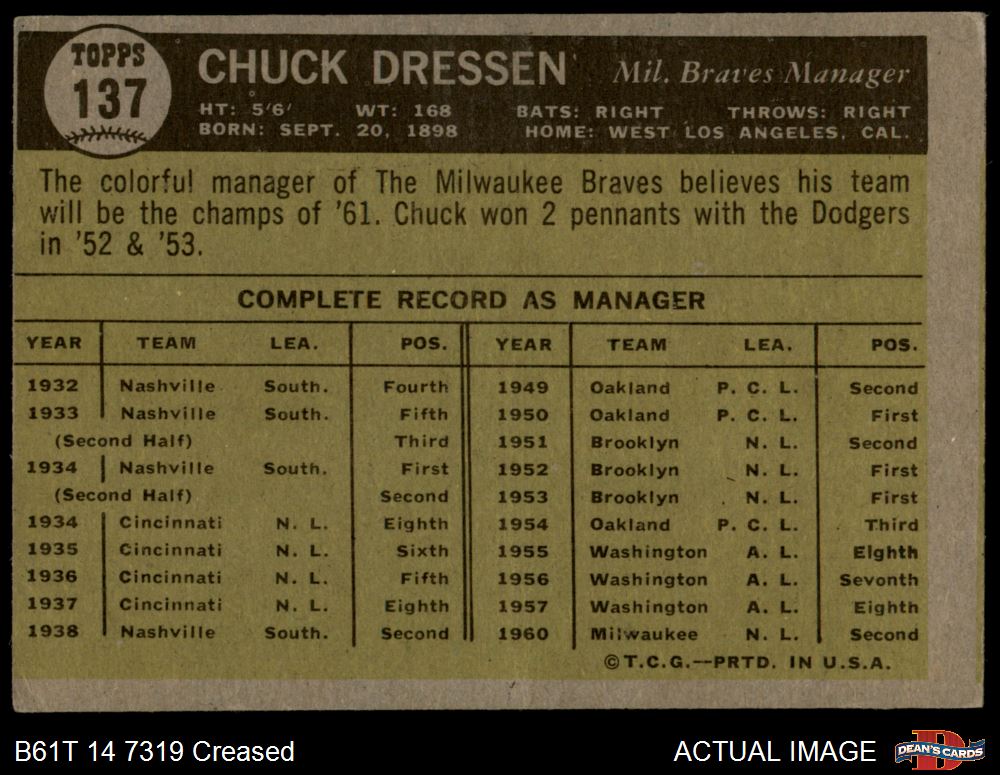 TOPPS
137
CHUCK DRESSEN Mil. Braves Manager
HT: 5'6' WT: 168 BATS: RIGHT THROWS: RIGHT
BORN: SEPT. 20, 1898 HOME: WEST LOS ANGELES, CAL.
The colorful manager of The Milwaukee Braves believes his team
will be the champs of '61. Chuck won 2 pennants with the Dodgers
in '52 & '53.
COMPLETE RECORD AS MANAGER
YEAR TEAM LEA. POS. YEAR TEAM LEA. POS.
1932 Nashville South. Fourth 1949 Oakland P. C. L. Second
1933 Nashville South. Fifth 1950 Oakland P. C. L. First
(Second Half) Third 1951 Brooklyn N. L. Second
1934 Nashville South. First 1952 Brooklyn N. L. First
(Second Half) Second 1953 Brooklyn N. L. First
1934 Cincinnati N. L. Eighth 1954 Oakland P. C. L. Third
1935 Cincinnati N. L. Sixth 1955 Washington A. L. Eighth
1936 Cincinnati N. L. Fifth 1956 Washington A. L. Sevonth
1937 Cincinnati N. L. Eighth 1957 Washington A. L. Eighth
1938 Nashville South. Second 1960 Milwaukee N. L. Second
©T.C.G.--PRTD. IN U.S.A.
B61T 14 7319 Creased ACTUAL IMAGE DEAN'S CARDS